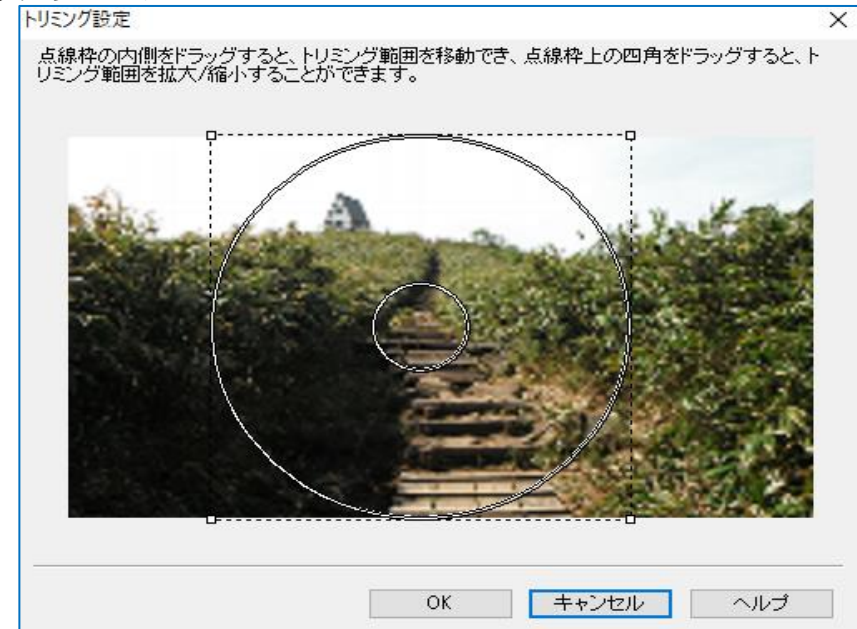 トリミング設定
点線枠の内側をドラッグすると、トリミング範囲を移動でき、点線枠上の四角をドラッグすると、ト
リミング範囲を拡大/縮小することができます。
OK
キャンセル
ヘルプ